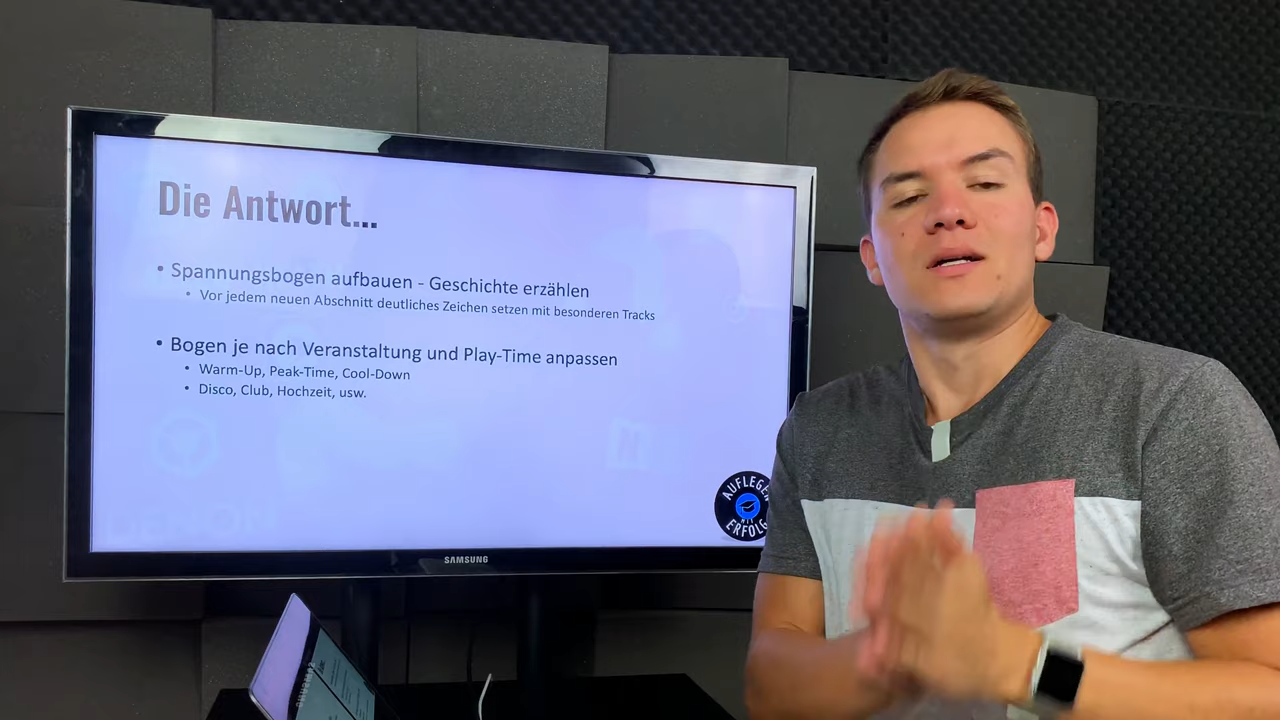 Die Antwort...
• Spannungsbogen aufbauen - Geschichte erzählen
• Vor jedem neuen Abschnitt deutliches Zeichen setzen mit besonderen Tracks
• Bogen je nach Veranstaltung und Play-Time anpassen
• Warm-Up, Peak-Time, Cool-Down
• Disco, Club, Hochzeit, usw.
AUFLEGEN
MIT
ERFOLG
SAMSUNG